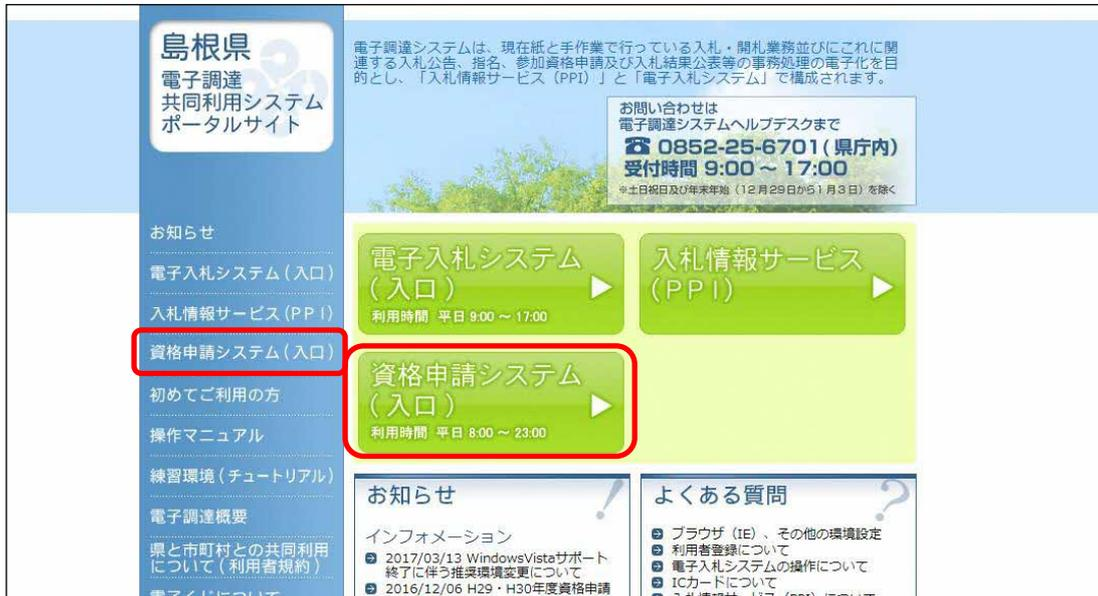 島根県
電子調達
共同利用システム
ポータルサイト
電子調達システムは、現在紙と手作業で行っている入札・開札業務並びにこれに関
連する入札公告、指名、参加資格申請及び入札結果公表等の事務処理の電子化を目
的とし、「入札情報サービス（PPI）」と「電子入札システム」で構成されます。
お問い合わせは
電子調達システムヘルプデスクまで
☎ 0852-25-6701(県庁内)
受付時間 9:00 ～ 17:00
※土日祝日及び年末年始（12月29日から1月3日）を除く
お知らせ
電子入札システム(入口)
入札情報サービス(PPI)
資格申請システム(入口)
初めてご利用の方
操作マニュアル
練習環境(チュートリアル)
電子調達概要
県と市町村との共同利用
について(利用者規約)
電子くじについて
電子入札システム
(入口)
利用時間 平日 9:00 ～ 17:00
入札情報サービス
(PPI)
資格申請システム
(入口)
利用時間 平日 8:00 ～ 23:00
お知らせ
インフォメーション
2017/03/13 WindowsVistaサポート
終了に伴う推奨環境変更について
2016/12/06 H29・H30年度資格申請
よくある質問
ブラウザ（IE）、その他の環境設定
利用者登録について
電子入札システムの操作について
ICカードについて
入札情報サービス（PPI）について